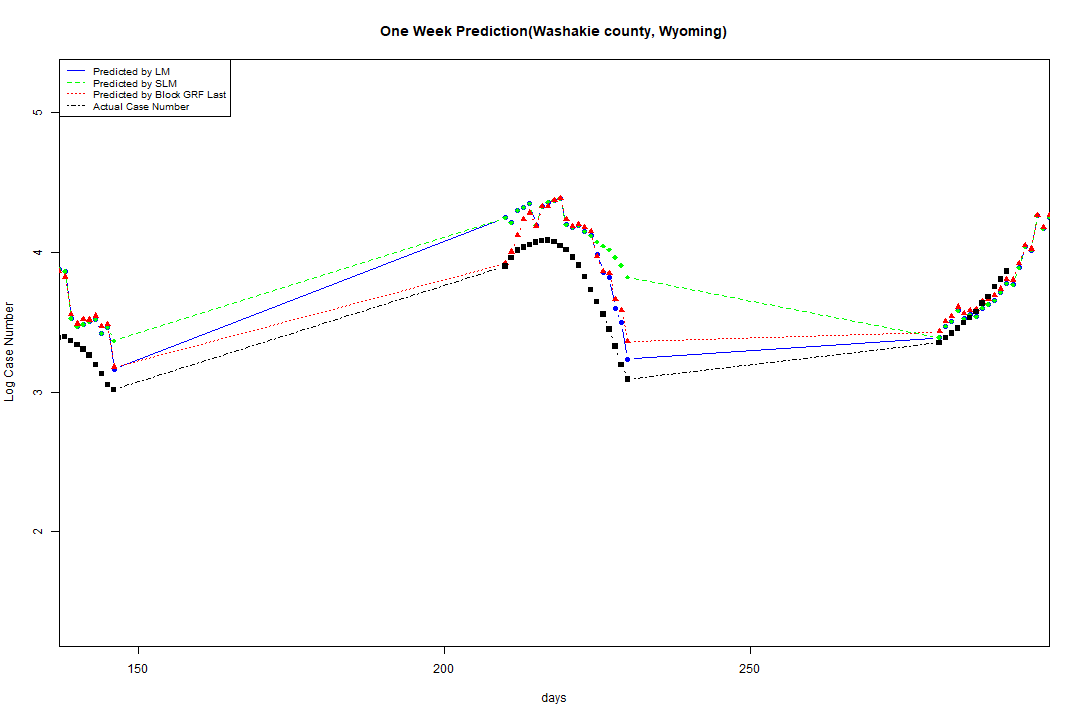 One Week Prediction(Washakie county, Wyoming)
Predicted by LM
Predicted by SLM
Predicted by Block GRF Last
Actual Case Number
5
4
3
2
Log Case Number
150
200
250
days